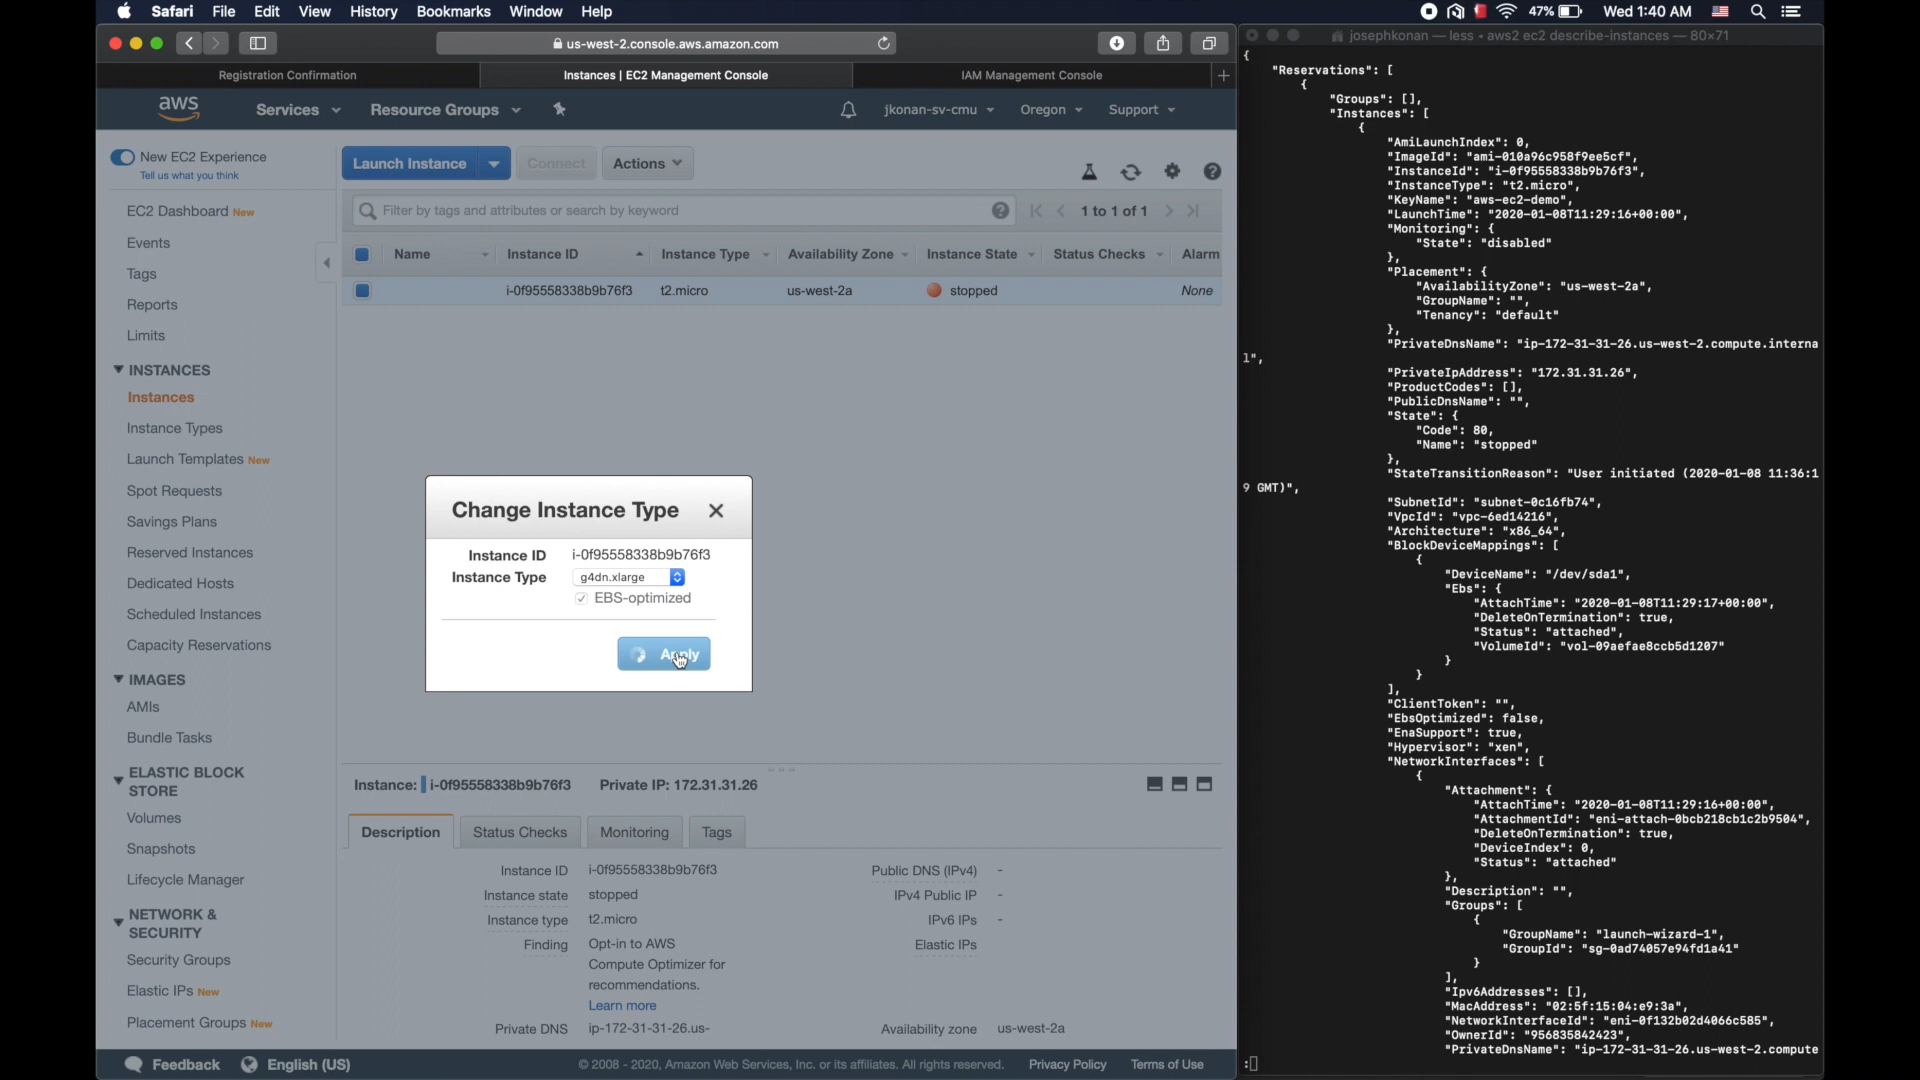 Safari File Edit View History Bookmarks Window Help 47% Wed 1:40 AM
us-west-2.console.aws.amazon.com
Registration Confirmation
Instances | EC2 Management Console
IAM Management Console
aws Services Resource Groups jkonan-sv-cmu Oregon Support
New EC2 Experience
Tell us what you think
EC2 Dashboard New
Events
Tags
Reports
Limits
INSTANCES
Instances
Instance Types
Launch Templates New
Spot Requests
Savings Plans
Reserved Instances
Dedicated Hosts
Scheduled Instances
Capacity Reservations
IMAGES
AMIs
Bundle Tasks
ELASTIC BLOCK
STORE
Volumes
Snapshots
Lifecycle Manager
NETWORK &
SECURITY
Security Groups
Elastic IPs New
Placement Groups New
Launch Instance Connect Actions
Filter by tags and attributes or search by keyword
1 to 1 of 1
Name Instance ID Instance Type Availability Zone Instance State Status Checks Alarm
i-0f95558338b9b76f3 t2.micro us-west-2a stopped None
Change Instance Type
Instance ID i-0f95558338b9b76f3
Instance Type g4dn.xlarge
EBS-optimized
Apply
Instance: i-0f95558338b9b76f3 Private IP: 172.31.31.26
Description Status Checks Monitoring Tags
Instance ID i-0f95558338b9b76f3 Public DNS (IPv4) -
Instance state stopped IPv4 Public IP -
Instance type t2.micro IPv6 IPs -
Finding Opt-in to AWS Elastic IPs
Compute Optimizer for
recommendations.
Learn more
Private DNS ip-172-31-31-26.us- Availability zone us-west-2a
Feedback English (US) © 2008 - 2020, Amazon Web Services, Inc. or its affiliates. All rights reserved. Privacy Policy Terms of Use
josephkonan — less ◂ aws2 ec2 describe-instances — 80×71
{
"Reservations": [
{
"Groups": [],
"Instances": [
{
"AmiLaunchIndex": 0,
"ImageId": "ami-010a96c958f9ee5cf",
"InstanceId": "i-0f95558338b9b76f3",
"InstanceType": "t2.micro",
"KeyName": "aws-ec2-demo",
"LaunchTime": "2020-01-08T11:29:16+00:00",
"Monitoring": {
"State": "disabled"
},
"Placement": {
"AvailabilityZone": "us-west-2a",
"GroupName": "",
"Tenancy": "default"
},
"PrivateDnsName": "ip-172-31-31-26.us-west-2.compute.interna
l",
"PrivateIpAddress": "172.31.31.26",
"ProductCodes": [],
"PublicDnsName": "",
"State": {
"Code": 80,
"Name": "stopped"
},
"StateTransitionReason": "User initiated (2020-01-08 11:36:1
9 GMT)",
"SubnetId": "subnet-0c16fb74",
"VpcId": "vpc-6ed14216",
"Architecture": "x86_64",
"BlockDeviceMappings": [
{
"DeviceName": "/dev/sda1",
"Ebs": {
"AttachTime": "2020-01-08T11:29:17+00:00",
"DeleteOnTermination": true,
"Status": "attached",
"VolumeId": "vol-09aefae8ccb5d1207"
}
}
],
"ClientToken": "",
"EbsOptimized": false,
"EnaSupport": true,
"Hypervisor": "xen",
"NetworkInterfaces": [
{
"Attachment": {
"AttachTime": "2020-01-08T11:29:16+00:00",
"AttachmentId": "eni-attach-0bcb218cb1c2b9504",
"DeleteOnTermination": true,
"DeviceIndex": 0,
"Status": "attached"
},
"Description": "",
"Groups": [
{
"GroupName": "launch-wizard-1",
"GroupId": "sg-0ad74057e94fd1a41"
}
],
"Ipv6Addresses": [],
"MacAddress": "02:5f:15:04:e9:3a",
"NetworkInterfaceId": "eni-0f132b02d4066c585",
"OwnerId": "956835842423",
"PrivateDnsName": "ip-172-31-31-26.us-west-2.compute
: